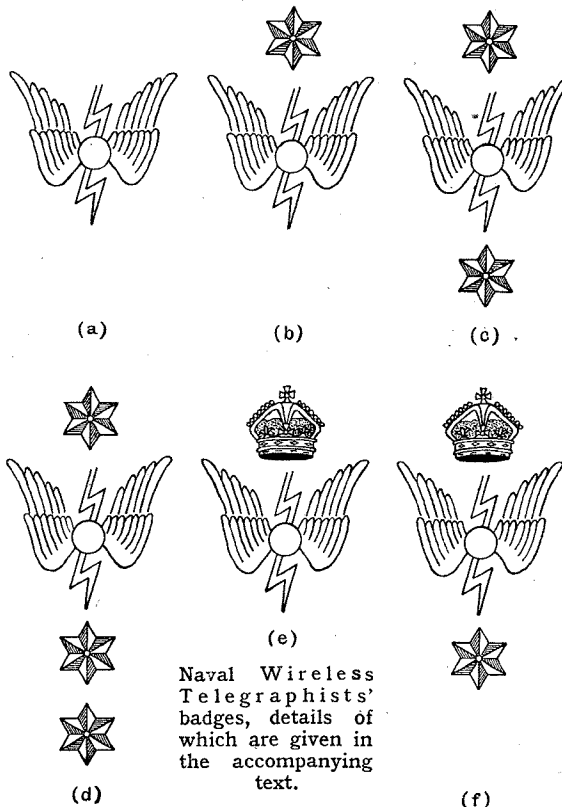 (a)
(b)
(c)
(e)
Naval Wireless
Telegraphists'
badges, details of
which are given in
the accompanying
text.
(d)
(f)